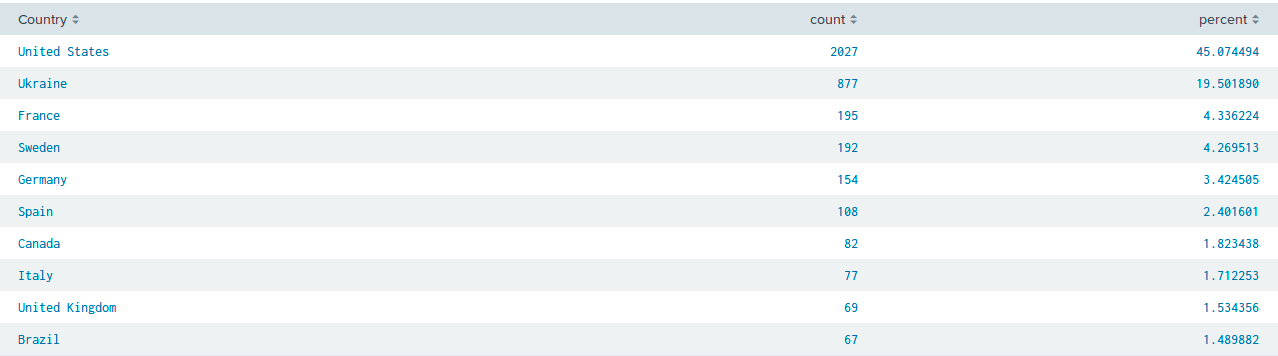 Country count percent
United States 2027 45.074494
Ukraine 877 19.501890
France 195 4.336224
Sweden 192 4.269513
Germany 154 3.424505
Spain 108 2.401601
Canada 82 1.823438
Italy 77 1.712253
United Kingdom 69 1.534356
Brazil 67 1.489882